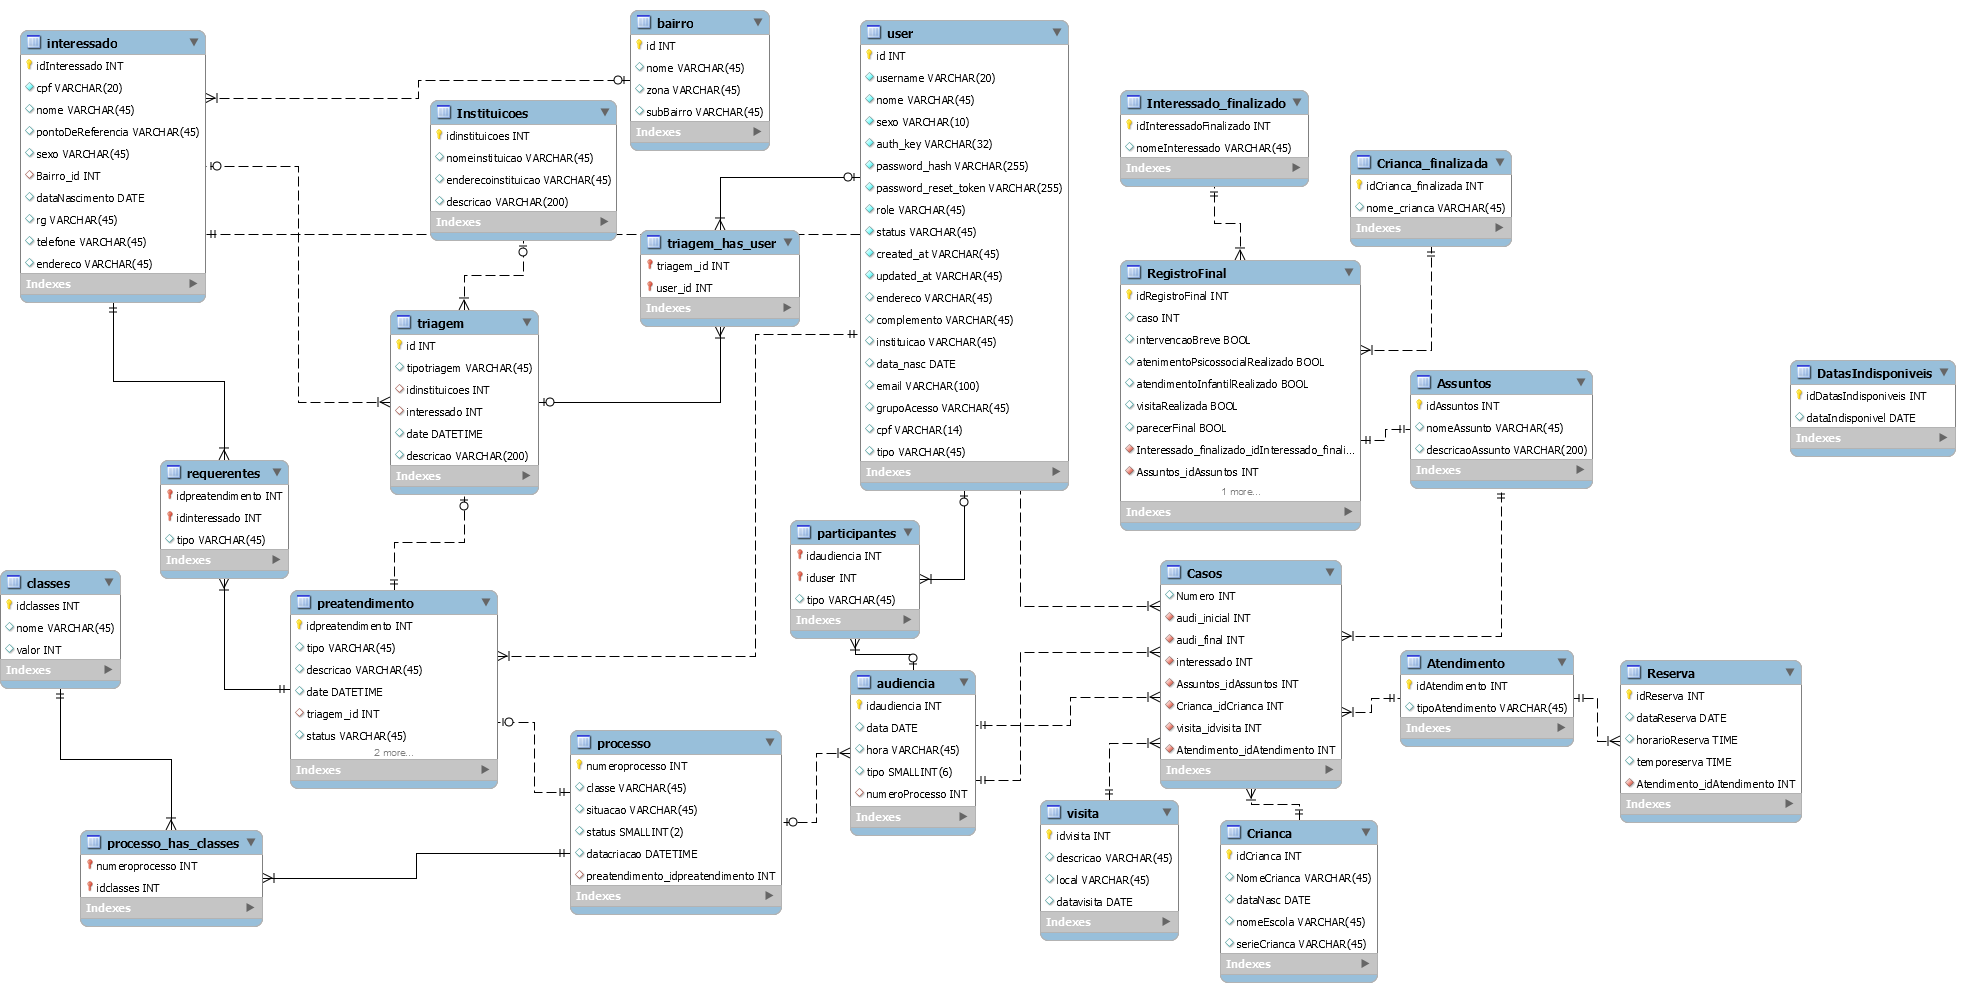 interessado
idInteressado INT
cpf VARCHAR(20)
nome VARCHAR(45)
pontoDeReferencia VARCHAR(45)
sexo VARCHAR(45)
Bairro_id INT
dataNascimento DATE
rg VARCHAR(45)
telefone VARCHAR(45)
endereco VARCHAR(45)
Indexes
bairro
id INT
nome VARCHAR(45)
zona VARCHAR(45)
subBairro VARCHAR(45)
Indexes
Instituicoes
idinstituicoes INT
nomeinstituicao VARCHAR(45)
enderecoinstituicao VARCHAR(45)
descricao VARCHAR(200)
Indexes
user
id INT
username VARCHAR(20)
nome VARCHAR(45)
sexo VARCHAR(10)
auth_key VARCHAR(32)
password_hash VARCHAR(255)
password_reset_token VARCHAR(255)
role VARCHAR(45)
status VARCHAR(45)
created_at VARCHAR(45)
updated_at VARCHAR(45)
endereco VARCHAR(45)
complemento VARCHAR(45)
instituicao VARCHAR(45)
data_nasc DATE
email VARCHAR(100)
grupoAcesso VARCHAR(45)
cpf VARCHAR(14)
tipo VARCHAR(45)
Indexes
triagem_has_user
triagem_id INT
user_id INT
Indexes
triagem
id INT
tipotriagem VARCHAR(45)
idinstituicoes INT
interessado INT
date DATETIME
descricao VARCHAR(200)
Indexes
Interessado_finalizado
idInteressadoFinalizado INT
nomeInteressado VARCHAR(45)
Indexes
Crianca_finalizada
idCrianca_finalizada INT
nome_crianca VARCHAR(45)
Indexes
RegistroFinal
idRegistroFinal INT
caso INT
intervencaoBreve BOOL
atenimentoPsicossocialRealizado BOOL
atendimentoInfantilRealizado BOOL
visitaRealizada BOOL
parecerFinal BOOL
Interessado_finalizado_idInteressado_finali...
Assuntos_idAssuntos INT
1 more...
Indexes
Assuntos
idAssuntos INT
nomeAssunto VARCHAR(45)
descricaoAssunto VARCHAR(200)
Indexes
DatasIndisponiveis
idDatasIndisponiveis INT
dataIndisponivel DATE
Indexes
requerentes
idpreatendimento INT
idinteressado INT
tipo VARCHAR(45)
Indexes
classes
idclasses INT
nome VARCHAR(45)
valor INT
Indexes
preatendimento
idpreatendimento INT
tipo VARCHAR(45)
descricao VARCHAR(45)
date DATETIME
triagem_id INT
status VARCHAR(45)
2 more...
Indexes
participantes
idaudiencia INT
iduser INT
tipo VARCHAR(45)
Indexes
processo
numeroprocesso INT
classe VARCHAR(45)
situacao VARCHAR(45)
status SMALLINT(2)
datacriacao DATETIME
preatendimento_idpreatendimento INT
Indexes
audiencia
idaudiencia INT
data DATE
hora VARCHAR(45)
tipo SMALLINT(6)
numeroProcesso INT
Indexes
Casos
Numero INT
audi_inicial INT
audi_final INT
interessado INT
Assuntos_idAssuntos INT
Crianca_idCrianca INT
visita_idvisita INT
Atendimento_idAtendimento INT
Indexes
Atendimento
idAtendimento INT
tipoAtendimento VARCHAR(45)
Indexes
Reserva
idReserva INT
dataReserva DATE
horarioReserva TIME
temporeserva TIME
Atendimento_idAtendimento INT
Indexes
processo_has_classes
numeroprocesso INT
idclasses INT
Indexes
visita
idvisita INT
descricao VARCHAR(45)
local VARCHAR(45)
datavisita DATE
Indexes
Crianca
idCrianca INT
NomeCrianca VARCHAR(45)
dataNasc DATE
nomeEscola VARCHAR(45)
serieCrianca VARCHAR(45)
Indexes